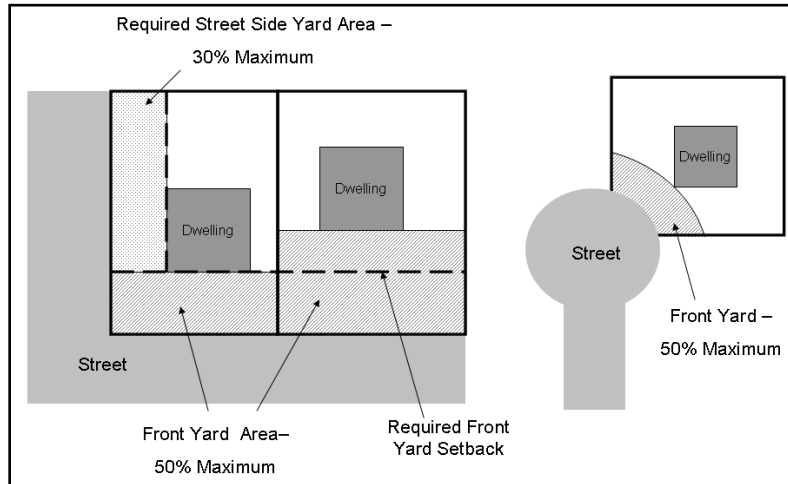 Required Street Side Yard Area –
30% Maximum
Dwelling
Dwelling
Street
Front Yard Area–
50% Maximum
Required Front
Yard Setback
Dwelling
Street
Front Yard –
50% Maximum